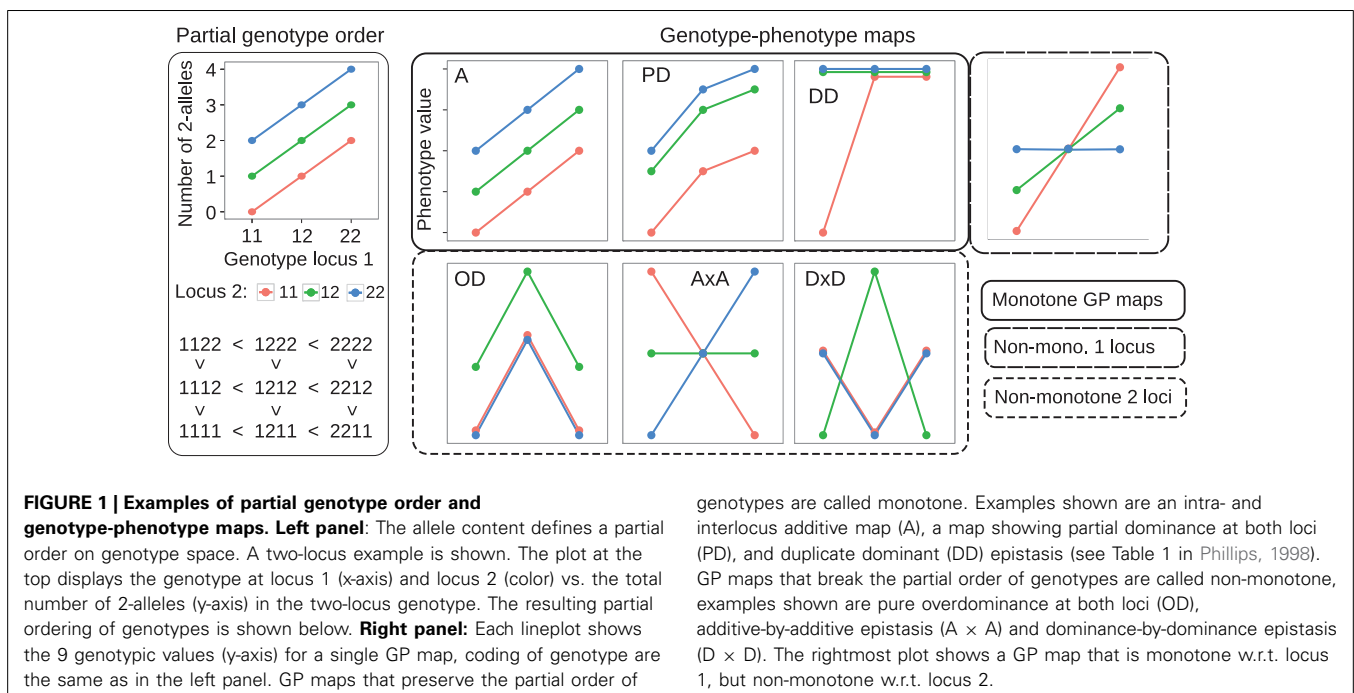 Partial genotype order
Number of 2-alleles
4
3
2
1
0
11 12 22
Genotype locus 1
Locus 2: 11 12 22
1122 < 1222 < 2222
v v v
1112 < 1212 < 2212
v v v
1111 < 1211 < 2211
Genotype-phenotype maps
Phenotype value
A
PD
DD
OD
AxA
DxD
Monotone GP maps
Non-mono. 1 locus
Non-monotone 2 loci
FIGURE 1 | Examples of partial genotype order and
genotype-phenotype maps. Left panel: The allele content defines a partial
order on genotype space. A two-locus example is shown. The plot at the
top displays the genotype at locus 1 (x-axis) and locus 2 (color) vs. the total
number of 2-alleles (y-axis) in the two-locus genotype. The resulting partial
ordering of genotypes is shown below. Right panel: Each lineplot shows
the 9 genotypic values (y-axis) for a single GP map, coding of genotype are
the same as in the left panel. GP maps that preserve the partial order of
genotypes are called monotone. Examples shown are an intra- and
interlocus additive map (A), a map showing partial dominance at both loci
(PD), and duplicate dominant (DD) epistasis (see Table 1 in Phillips, 1998).
GP maps that break the partial order of genotypes are called non-monotone,
examples shown are pure overdominance at both loci (OD),
additive-by-additive epistasis (A × A) and dominance-by-dominance epistasis
(D × D). The rightmost plot shows a GP map that is monotone w.r.t. locus
1, but non-monotone w.r.t. locus 2.